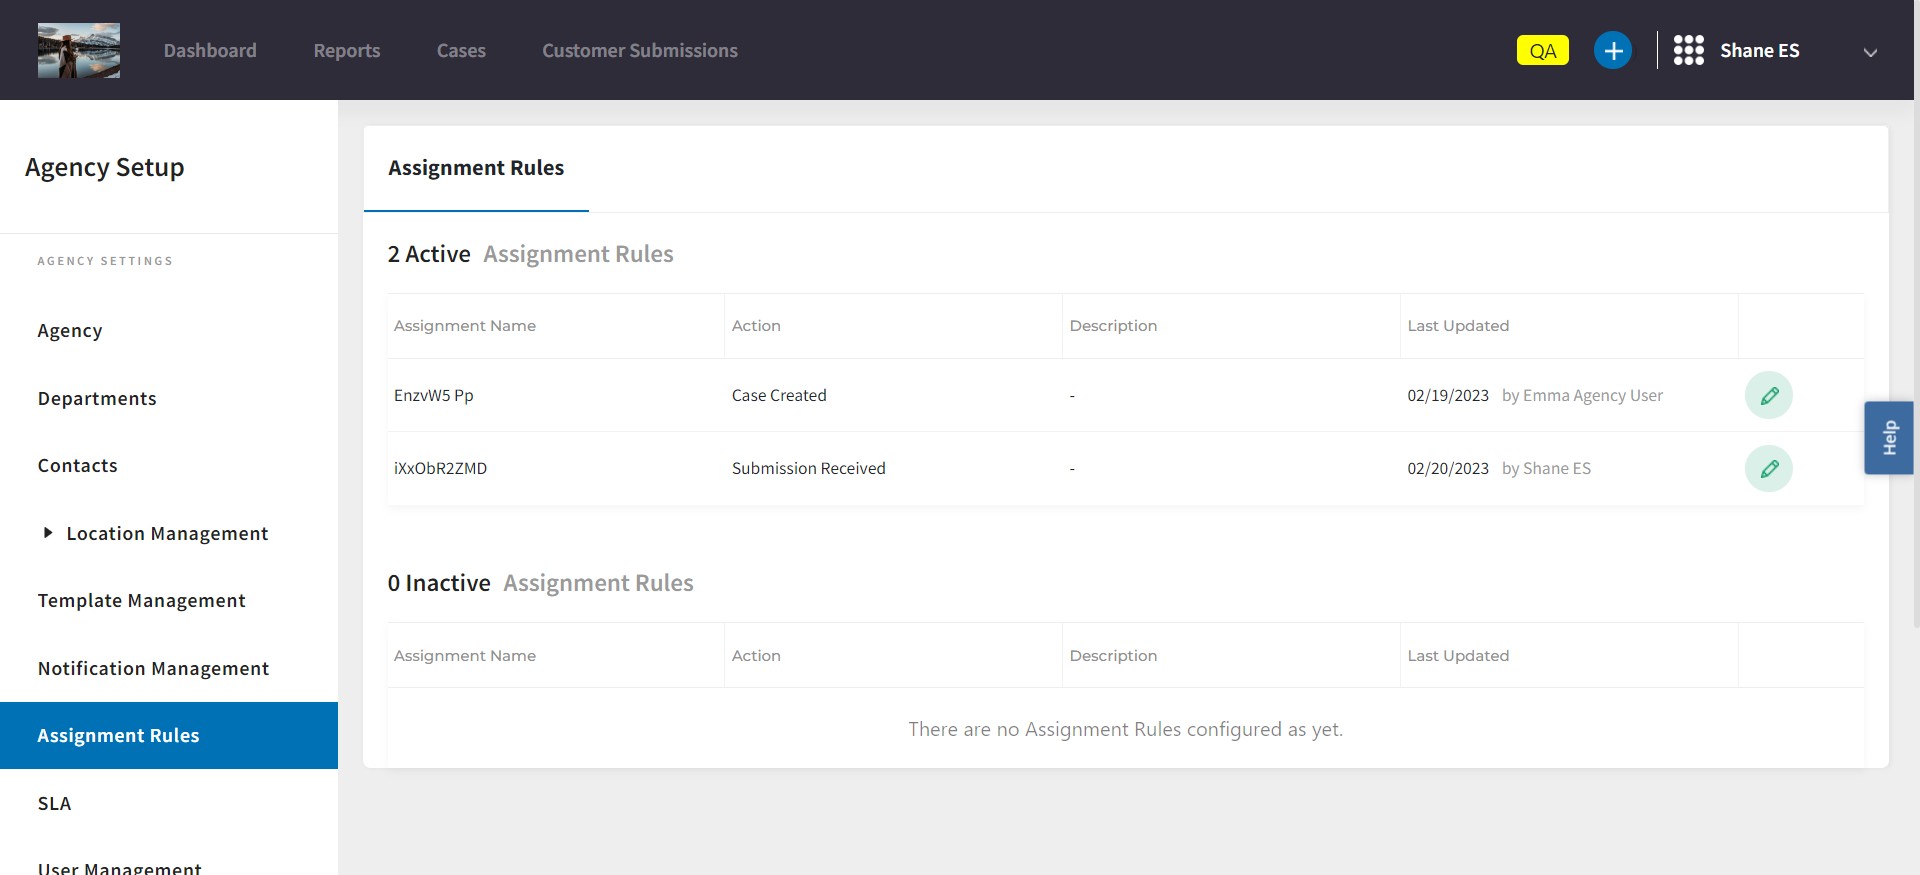 Dashboard Reports Cases Customer Submissions QA Shane ES
Agency Setup
AGENCY SETTINGS
Agency
Departments
Contacts
Location Management
Template Management
Notification Management
Assignment Rules
SLA
User Management
Assignment Rules
2 Active Assignment Rules
Assignment Name Action Description Last Updated
EnzvW5 Pp Case Created - 02/19/2023 by Emma Agency User
iXxObR2ZMD Submission Received - 02/20/2023 by Shane ES
0 Inactive Assignment Rules
Assignment Name Action Description Last Updated
There are no Assignment Rules configured as yet.
Help